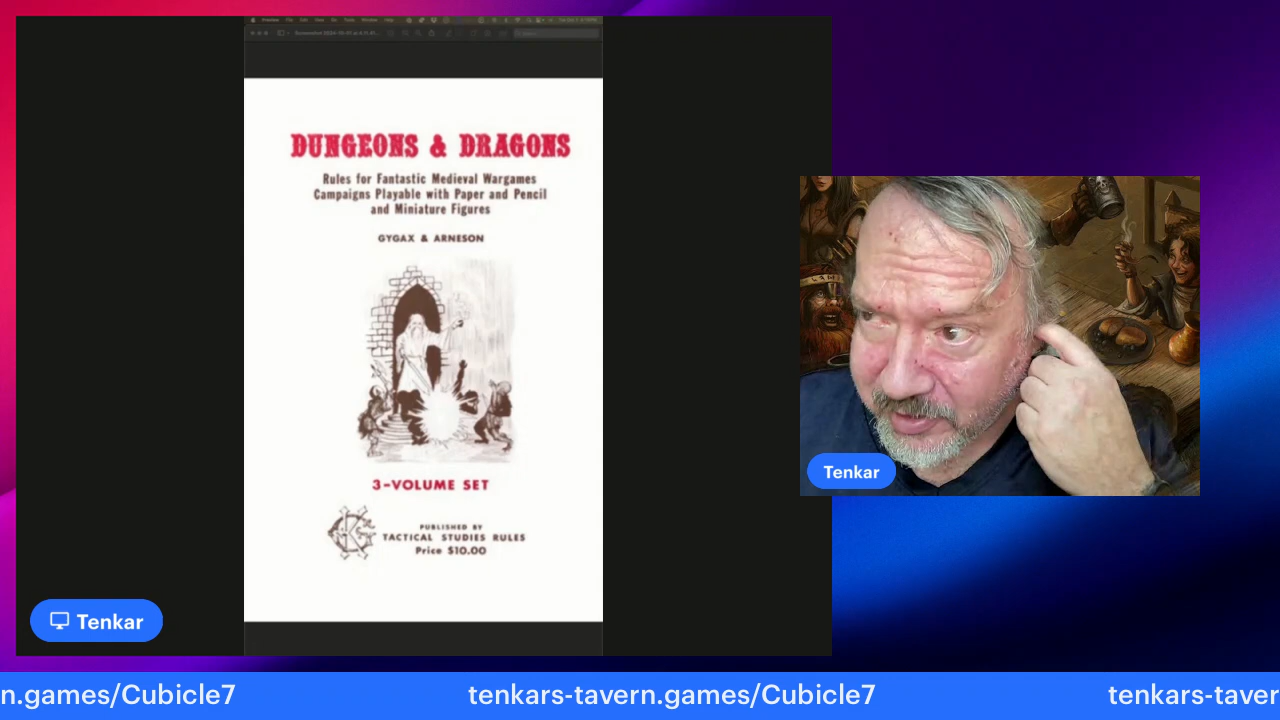 DUNGEONS & DRAGONS
Rules for Fantastic Medieval Wargames
Campaigns Playable with Paper and Pencil
and Miniature Figures
GYGAX & ARNESON
3-VOLUME SET
PUBLISHED BY
TACTICAL STUDIES RULES
Price $10.00
Tenkar
Tenkar
n.games/Cubicle7 tenkars-tavern.games/Cubicle7 tenkars-taver